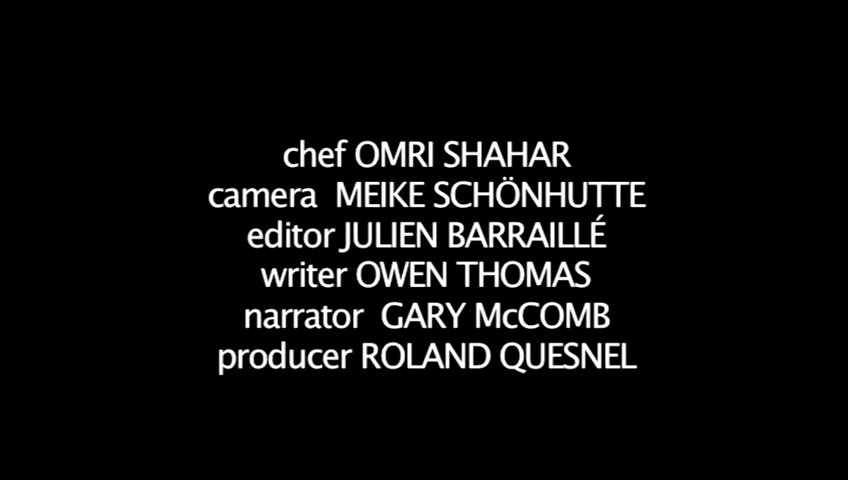 chef OMRI SHAHAR
camera MEIKE SCHÖNHUTTE
editor JULIEN BARRAILLÉ
writer OWEN THOMAS
narrator GARY McCOMB
producer ROLAND QUESNEL